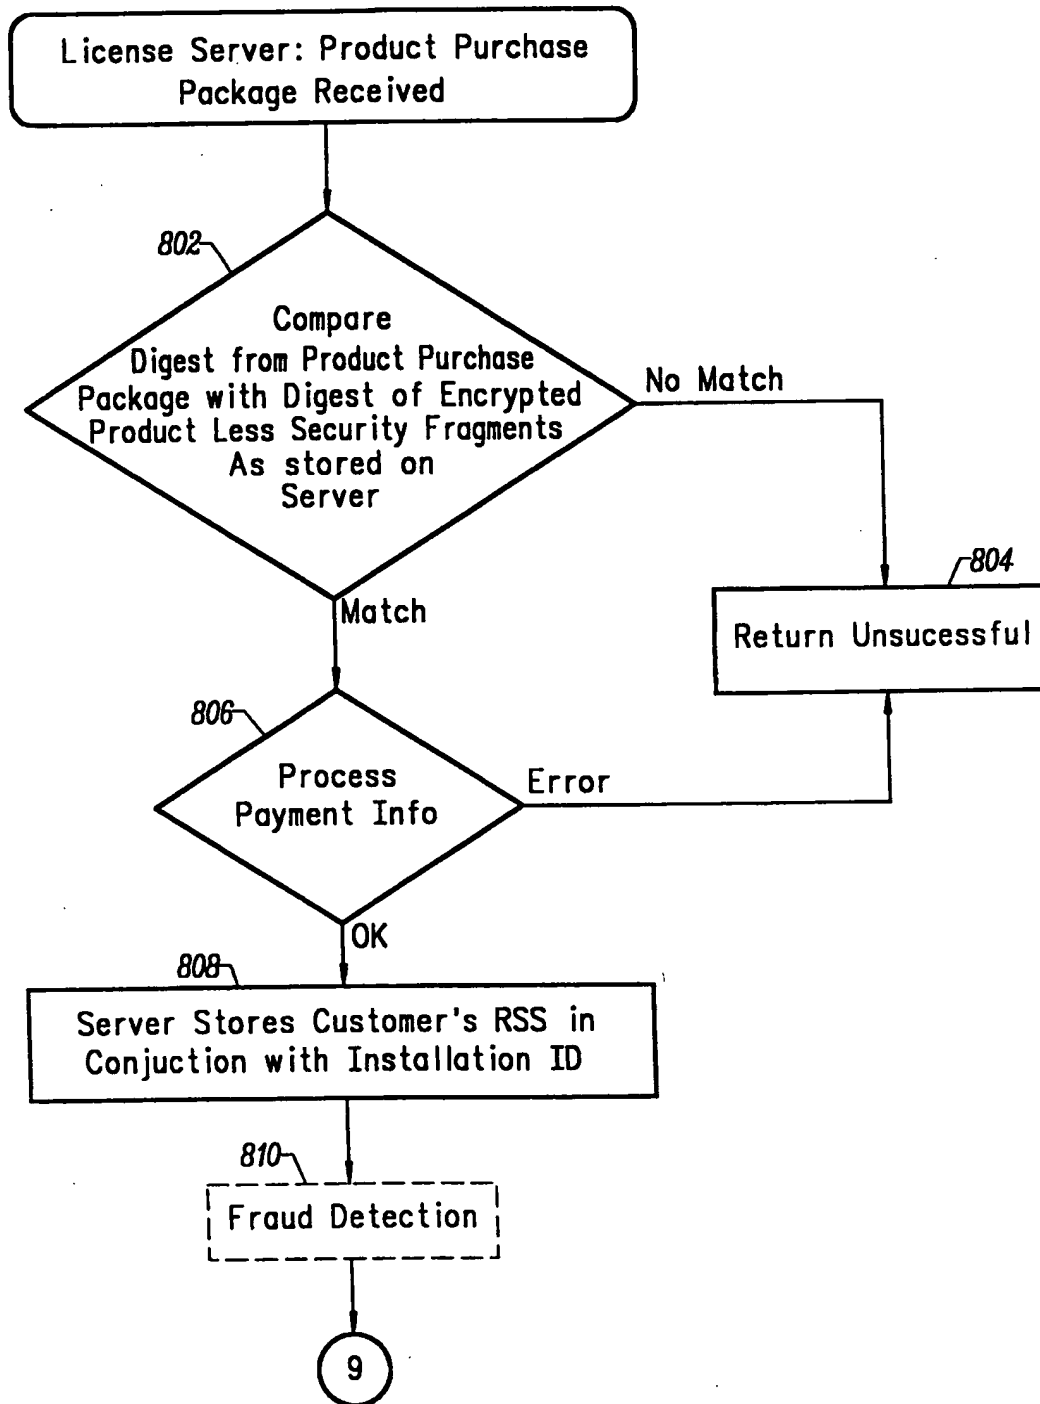 License Server: Product Purchase
Package Received
802
Compare
Digest from Product Purchase
Package with Digest of Encrypted
Product Less Security Fragments
As stored on
Server
No Match
804
Return Unsucessful
Match
806
Process
Payment Info
Error
OK
808
Server Stores Customer's RSS in
Conjuction with Installation ID
810
Fraud Detection
9